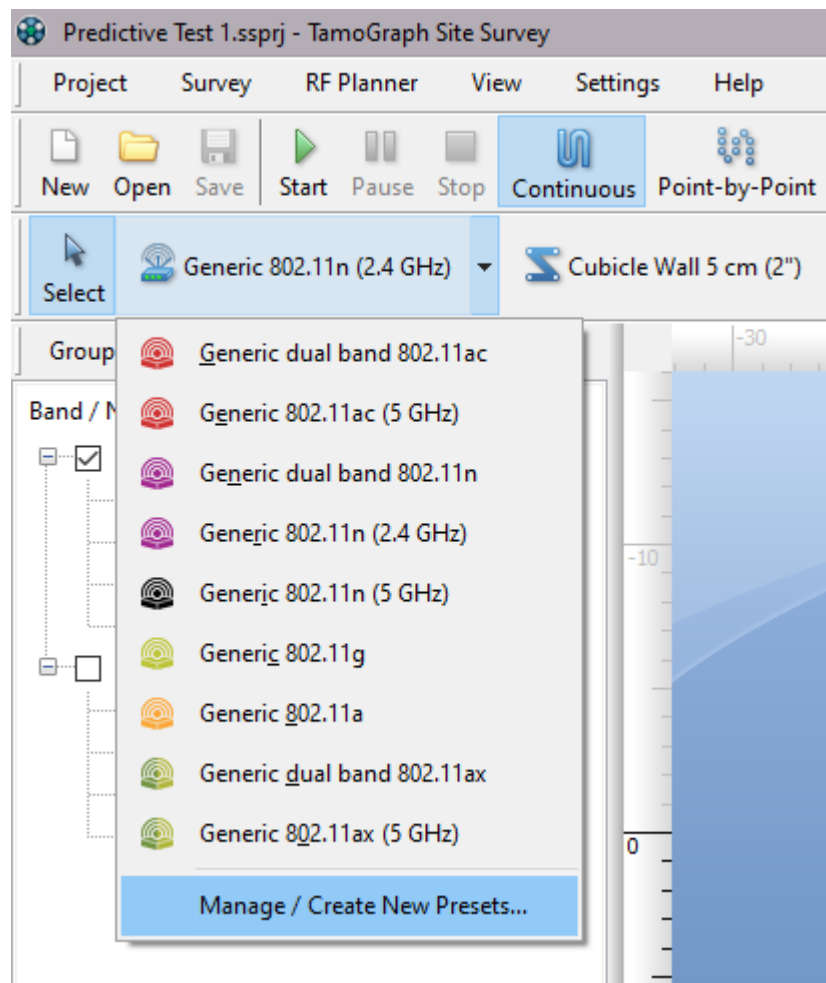 Predictive Test 1.ssprj - TamoGraph Site Survey
Project Survey RF Planner View Settings Help
New Open Save Start Pause Stop Continuous Point-by-Point
Select Generic 802.11n (2.4 GHz) Cubicle Wall 5 cm (2")
Group
-30
Generic dual band 802.11ac
Band / N
Generic 802.11ac (5 GHz)
Generic dual band 802.11n
Generic 802.11n (2.4 GHz)
-10
Generic 802.11n (5 GHz)
Generic 802.11g
Generic 802.11a
Generic dual band 802.11ax
Generic 802.11ax (5 GHz)
0
Manage / Create New Presets...